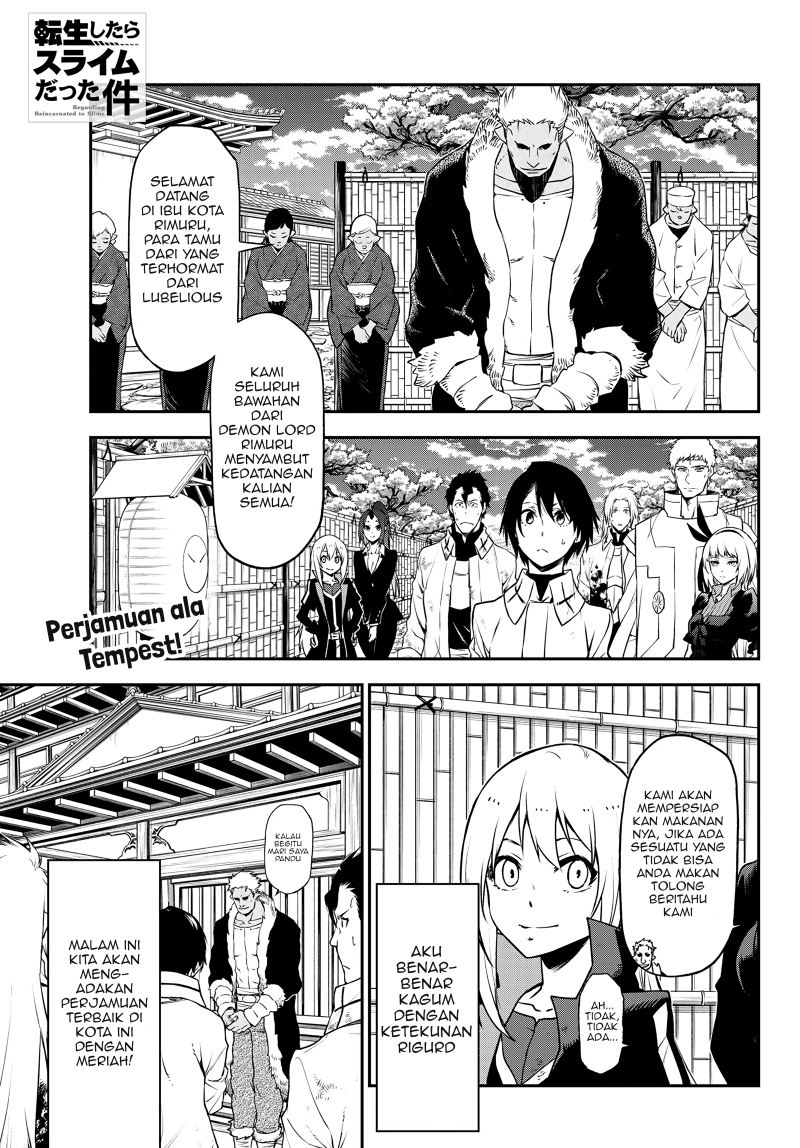 転生したら
スライム
だった件
Regarding
Reincarnated to Slime
SELAMAT
DATANG
DI IBU KOTA
RIMURU,
PARA TAMU
DARI YANG
TERHORMAT
DARI
LUBELIOUS
KAMI
SELURUH
BAWAHAN
DARI
DEMON LORD
RIMURU
MENYAMBUT
KEDATANGAN
KALIAN
SEMUA!
Perjamuan ala
Tempest!
KAMI AKAN
MEMPERSIAP
KAN MAKANAN
NYA, JIKA ADA
SESUATU YANG
TIDAK BISA
ANDA MAKAN
TOLONG
BERITAHU
KAMI
AH...
TIDAK,
TIDAK
ADA...
AKU
BENAR-
BENAR
KAGUM
DENGAN
KETEKUNAN
RIGURD
KALAU
BEGITU
MARI SAYA
PANDU
MALAM INI
KITA AKAN
MENG-
ADAKAN
PERJAMUAN
TERBAIK DI
KOTA INI
DENGAN
MERIAH!